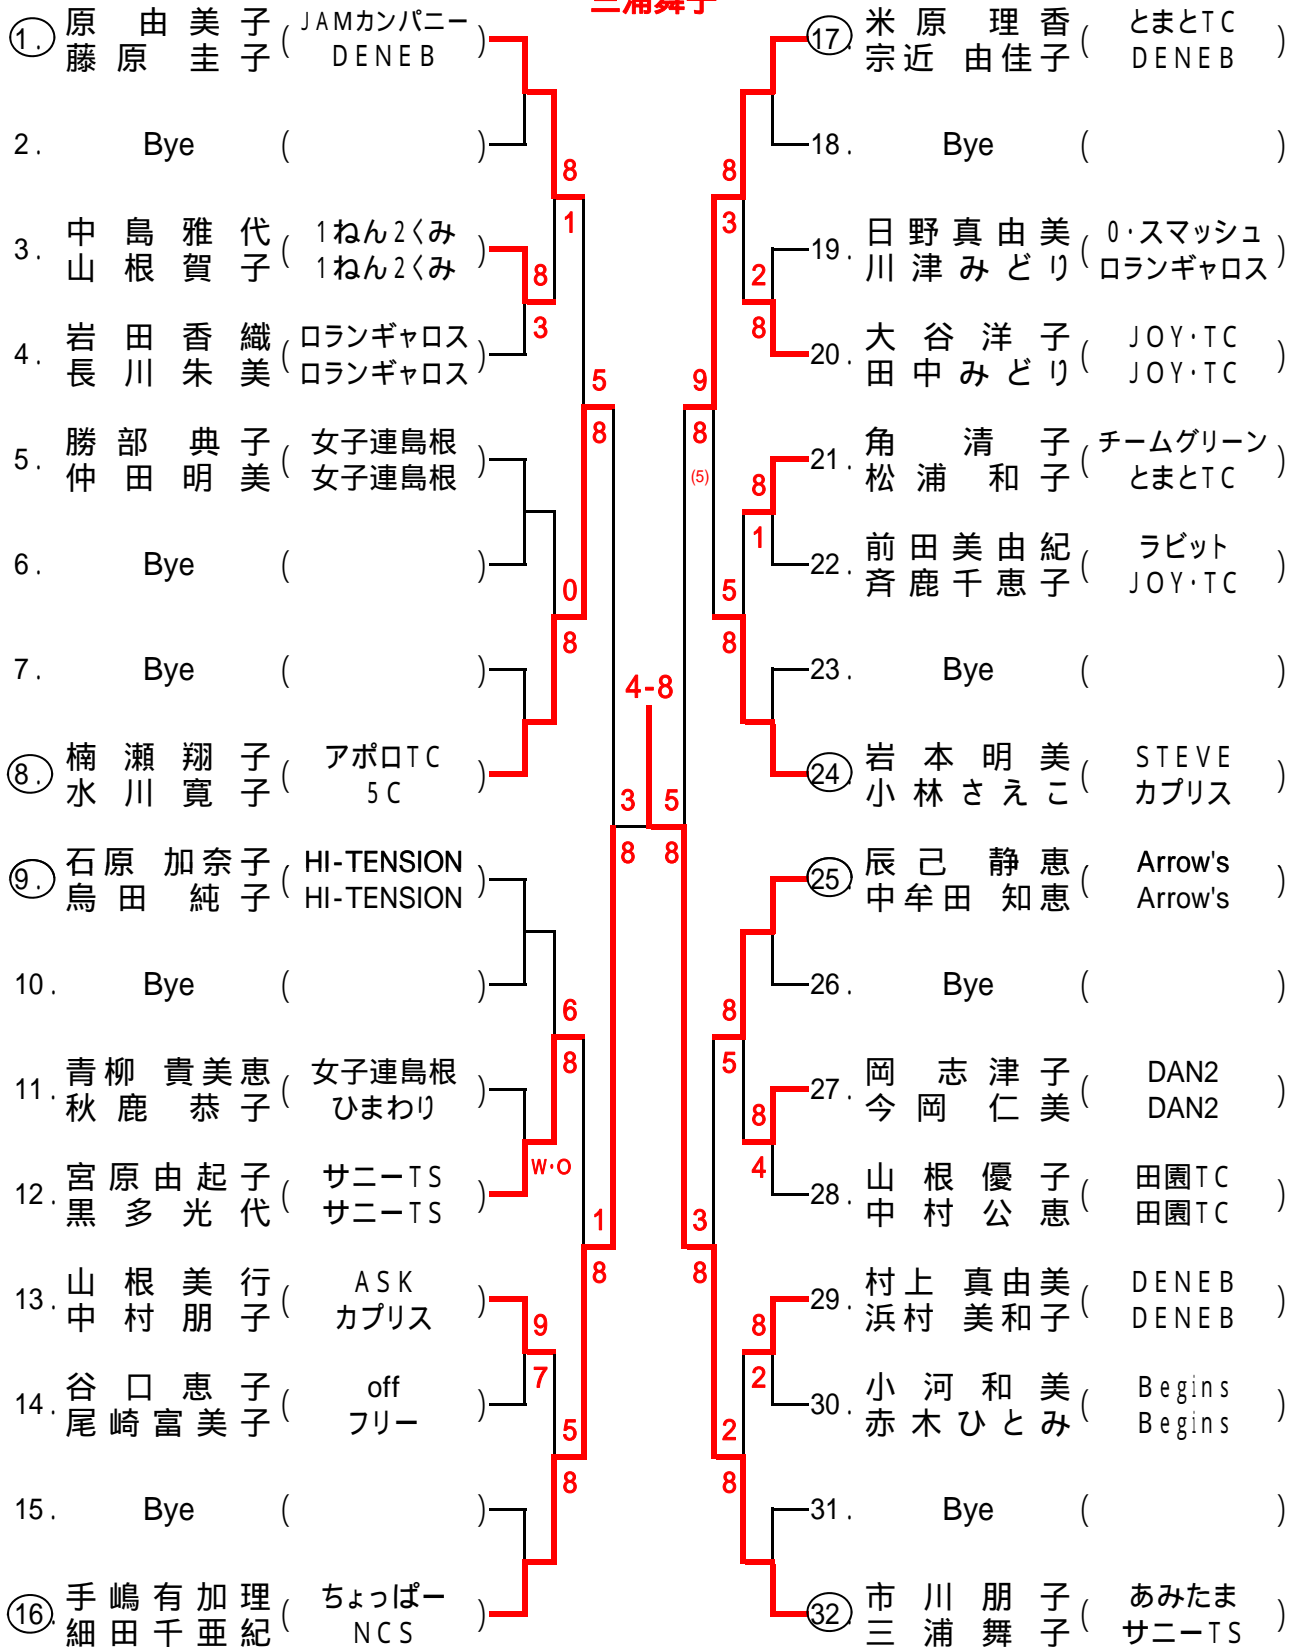 三浦舞子
1. 原 由美子 ( JAMカンパニー
藤原 圭子 DENEB )
2. Bye ( )
3. 中島雅代 ( 1ねん2くみ
山根賀子 1ねん2くみ )
4. 岩田香織 ( ロランギャロス
長川朱美 ロランギャロス )
5. 勝部 典子 ( 女子連島根
仲田明美 女子連島根 )
6. Bye ( )
7. Bye ( )
8. 楠瀬翔子 ( アポロTC
水川寛子 5C )
9. 石原 加奈子 ( HI-TENSION
鳥田 純子 HI-TENSION )
10. Bye ( )
11. 青柳 貴美恵 ( 女子連島根
秋鹿 恭子 ひまわり )
12. 宮原由起子 ( サニーTS
黒多光代 サニーTS )
13. 山根美行 ( ASK
中村朋子 カプリス )
14. 谷口恵子 ( off
尾崎富美子 フリー )
15. Bye ( )
16. 手嶋有加理 ( ちょっぱー
細田千亜紀 NCS )
8
1
8
3
5
8
0
8
3
8
6
8
W・O
1
8
9
7
5
8
4-8
17 米原 理香 ( とまとTC
宗近 由佳子 DENEB )
18. Bye ( )
19. 日野真由美 ( O・スマッシュ
川津みどり ロランギャロス )
20. 大谷洋子 ( JOY・TC
田中みどり JOY・TC )
21. 角 清子 ( チームグリーン
松浦 和子 とまとTC )
22. 前田美由紀 ( ラビット
斉鹿千恵子 JOY・TC )
23. Bye ( )
24 岩本明美 ( STEVE
小林さえこ カプリス )
25 辰己 静恵 ( Arrow's
中牟田 知恵 Arrow's )
26. Bye ( )
27. 岡 志津子 ( DAN2
今岡 仁美 DAN2 )
28. 山根優子 ( 田園TC
中村公恵 田園TC )
29. 村上 真由美 ( DENEB
浜村 美和子 DENEB )
30. 小河和美 ( Begins
赤木ひとみ Begins )
31. Bye ( )
32 市川朋子 ( あみたま
三浦舞子 サニーTS )
8
3
2
8
9
8
(5)
8
1
5
8
5
8
8
5
8
4
3
8
8
2
2
8